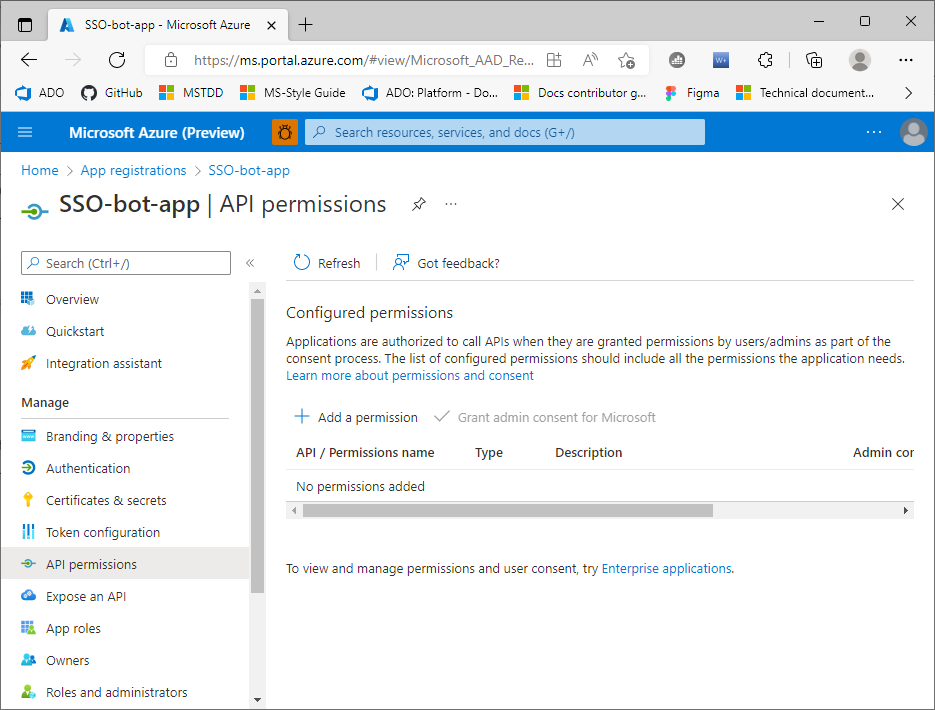 SSO-bot-app - Microsoft Azure
https://ms.portal.azure.com/#view/Microsoft_AAD_Re...
ADO
GitHub
MSTDD
MS-Style Guide
ADO: Platform - Do...
Docs contributor g...
Figma
Technical document...
Microsoft Azure (Preview)
Search resources, services, and docs (G+/)
Home > App registrations > SSO-bot-app
SSO-bot-app | API permissions
Search (Ctrl+/)
Overview
Quickstart
Integration assistant
Manage
Branding & properties
Authentication
Certificates & secrets
Token configuration
API permissions
Expose an API
App roles
Owners
Roles and administrators
Refresh
Got feedback?
Configured permissions
Applications are authorized to call APIs when they are granted permissions by users/admins as part of the
consent process. The list of configured permissions should include all the permissions the application needs.
Learn more about permissions and consent
Add a permission
Grant admin consent for Microsoft
API / Permissions name
Type
Description
Admin cor
No permissions added
To view and manage permissions and user consent, try Enterprise applications.